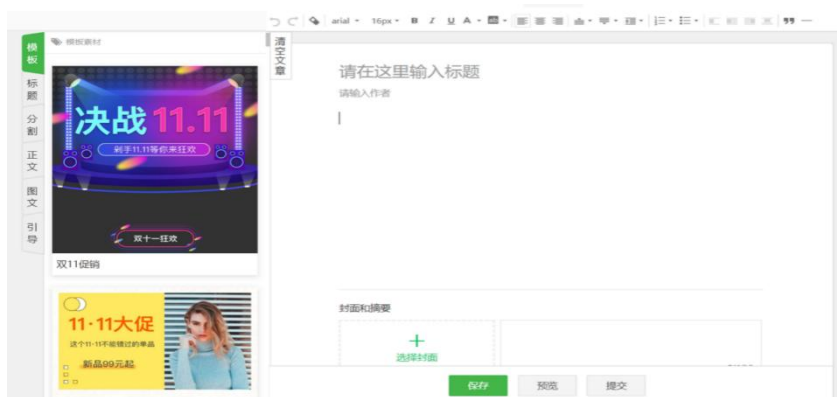 arial
16px
B I U A
模板
标题
分割
正文
图文
引导
模板素材
决战 11.11
剁手11.11等你来狂欢
双十一狂欢
双11促销
11·11大促
这个11·11不能错过的单品
新品99元起
清空文章
请在这里输入标题
请输入作者
封面和摘要
选择封面
保存
预览
提交